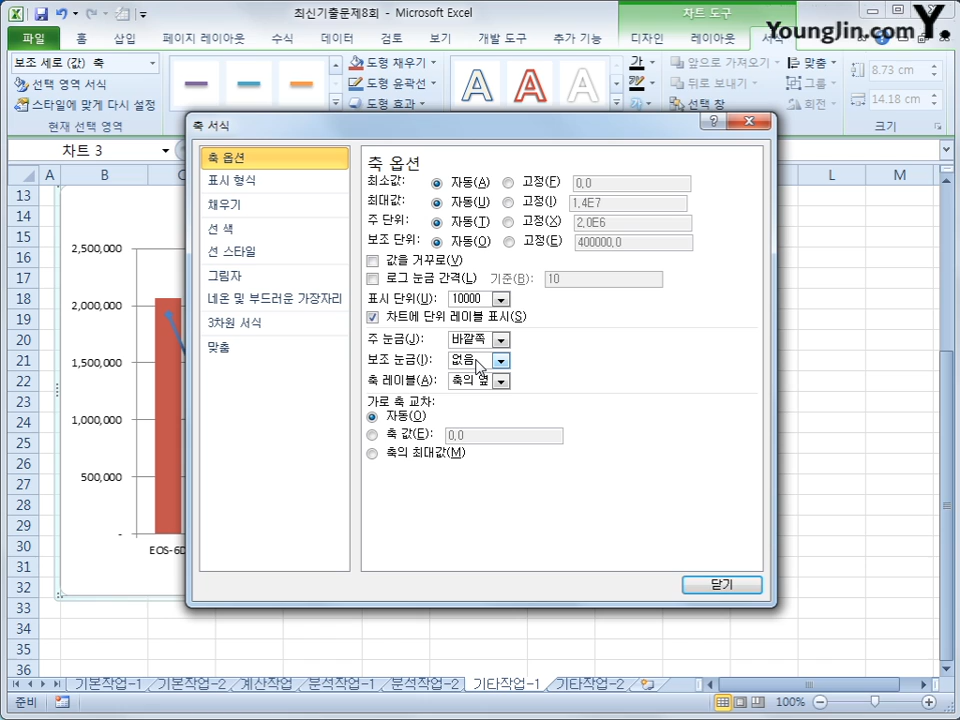 최신기출문제8회 - Microsoft Excel
차트 도구
Younglin.com Y.
파일 홈 삽입 페이지 레이아웃 수식 데이터 검토 보기 개발 도구 추가 기능 디자인 레이아웃
보조 세로 (값) 축
선택 영역 서식
스타일에 맞게 다시 설정
현재 선택 영역
도형 채우기
도형 윤곽선
도형 효과
가
앞으로 가져오기
뒤로 보내기
선택 창
맞춤
그룹
회전
8.73 cm
14.18 cm
크기
차트 3
A B L M
13
14
15
16
17
18
19
20
21
22
23
24
25
26
27
28
29
30
31
32
33
34
35
36
2,500,000
2,000,000
1,500,000
1,000,000
500,000
-
EOS-6D
축 서식
축 옵션
표시 형식
채우기
선 색
선 스타일
그림자
네온 및 부드러운 가장자리
3차원 서식
맞춤
축 옵션
최소값: 자동(A) 고정(F) 0.0
최대값: 자동(U) 고정(I) 1.4E7
주 단위: 자동(T) 고정(X) 2.0E6
보조 단위: 자동(O) 고정(E) 400000.0
값을 거꾸로(V)
로그 눈금 간격(L) 기준(B): 10
표시 단위(U): 10000
차트에 단위 레이블 표시(S)
주 눈금(J): 바깥쪽
보조 눈금(I): 없음
축 레이블(A): 축의 옆
가로 축 교차:
자동(O)
축 값(E): 0.0
축의 최대값(M)
닫기
기본작업-1 기본작업-2 계산작업 분석작업-1 분석작업-2 기타작업-1 기타작업-2
준비
100%